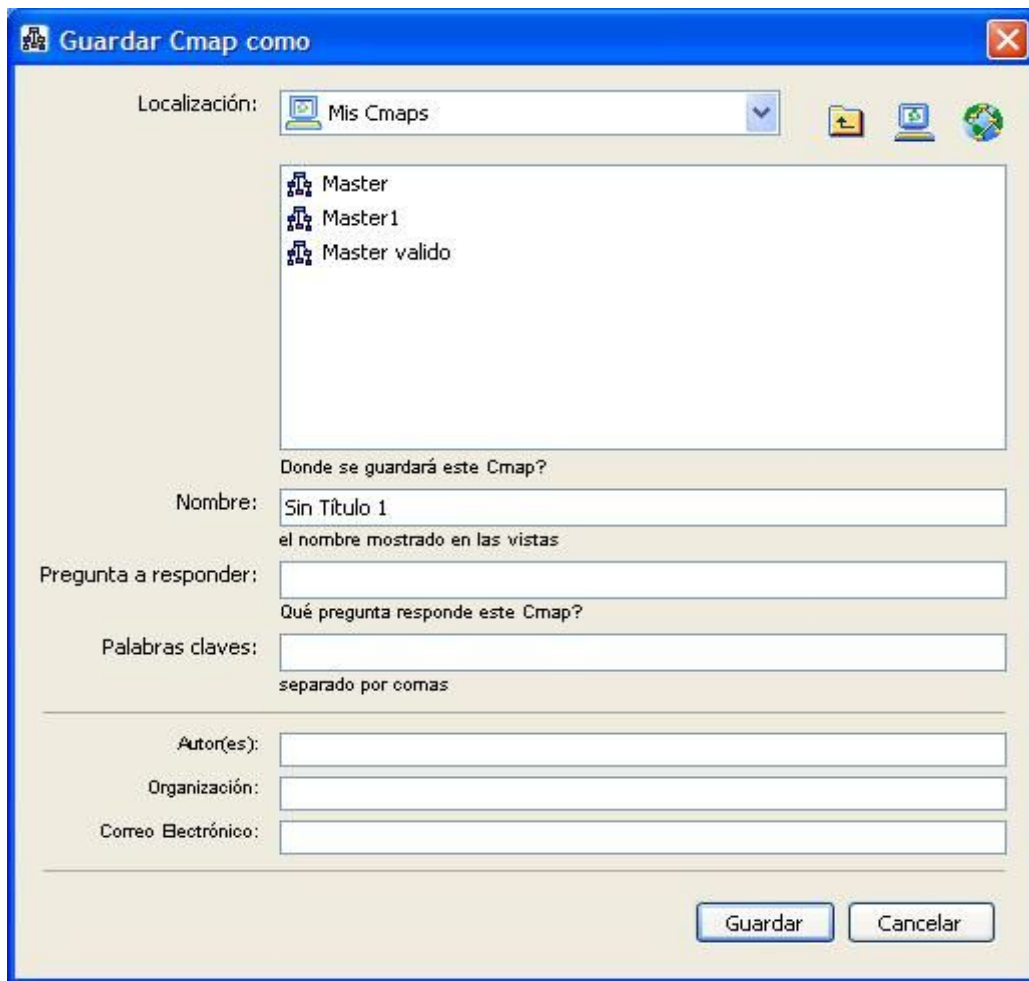 Guardar Cmap como
Localización: Mis Cmaps
Master
Master1
Master valido
Donde se guardará este Cmap?
Nombre: Sin Título 1
el nombre mostrado en las vistas
Pregunta a responder:
Qué pregunta responde este Cmap?
Palabras claves:
separado por comas
Autor(es):
Organización:
Correo Electrónico:
Guardar Cancelar